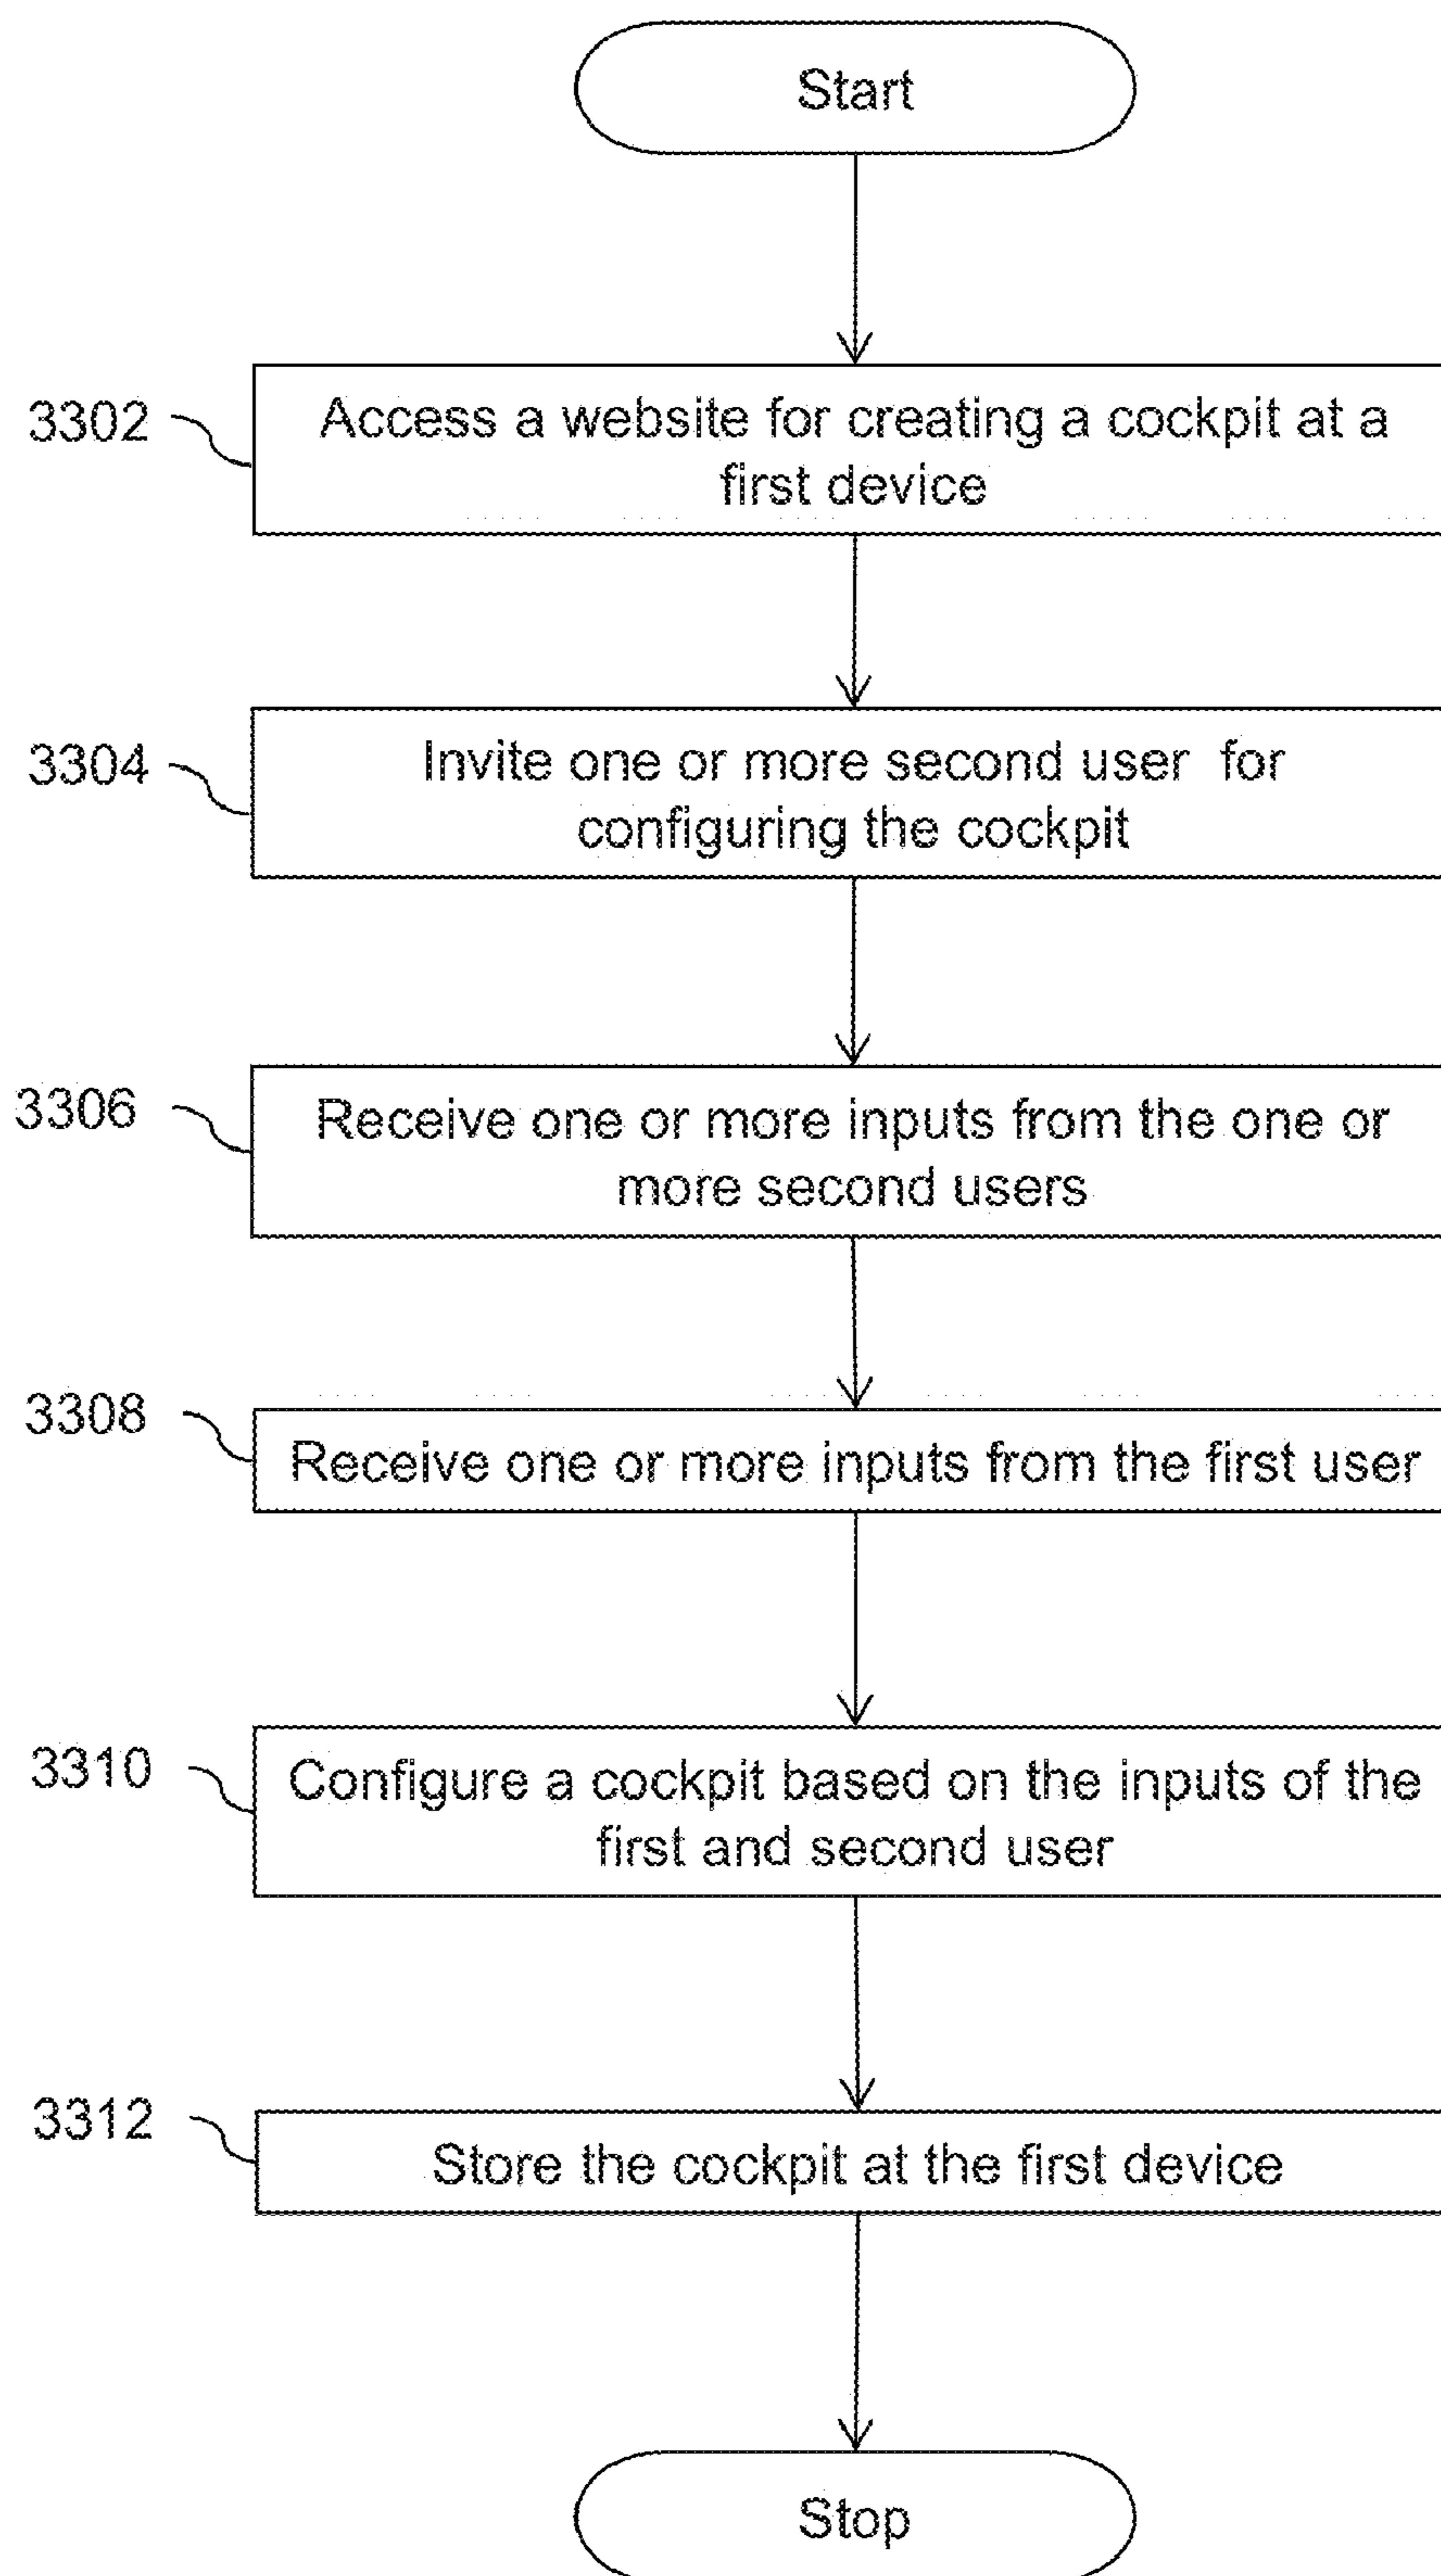 Start
3302
Access a website for creating a cockpit at a
first device
3304
Invite one or more second user for
configuring the cockpit
3306
Receive one or more inputs from the one or
more second users
3308
Receive one or more inputs from the first user
3310
Configure a cockpit based on the inputs of the
first and second user
3312
Store the cockpit at the first device
Stop